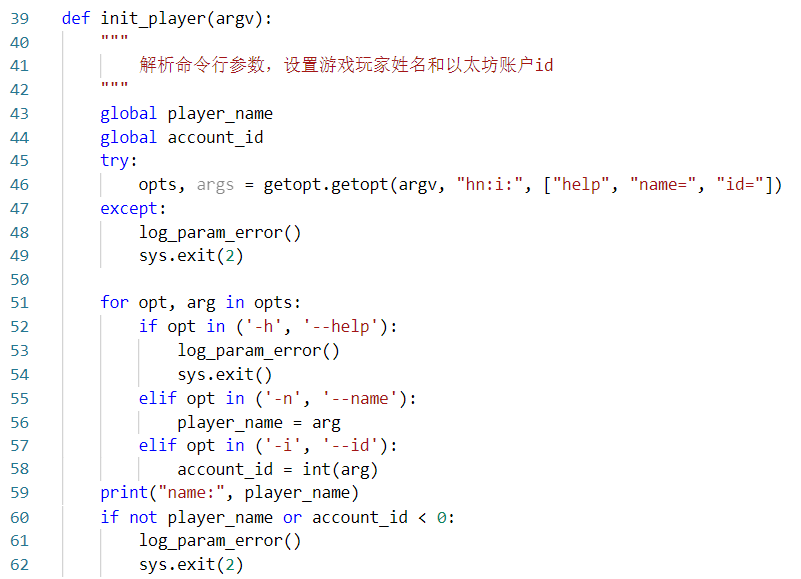 39 def init_player(argv):
40     """
41         解析命令行参数，设置游戏玩家姓名和以太坊账户id
42     """
43     global player_name
44     global account_id
45     try:
46         opts, args = getopt.getopt(argv, "hn:i:", ["help", "name=", "id="])
47     except:
48         log_param_error()
49         sys.exit(2)
50
51     for opt, arg in opts:
52         if opt in ('-h', '--help'):
53             log_param_error()
54             sys.exit()
55         elif opt in ('-n', '--name'):
56             player_name = arg
57         elif opt in ('-i', '--id'):
58             account_id = int(arg)
59     print("name:", player_name)
60     if not player_name or account_id < 0:
61         log_param_error()
62         sys.exit(2)